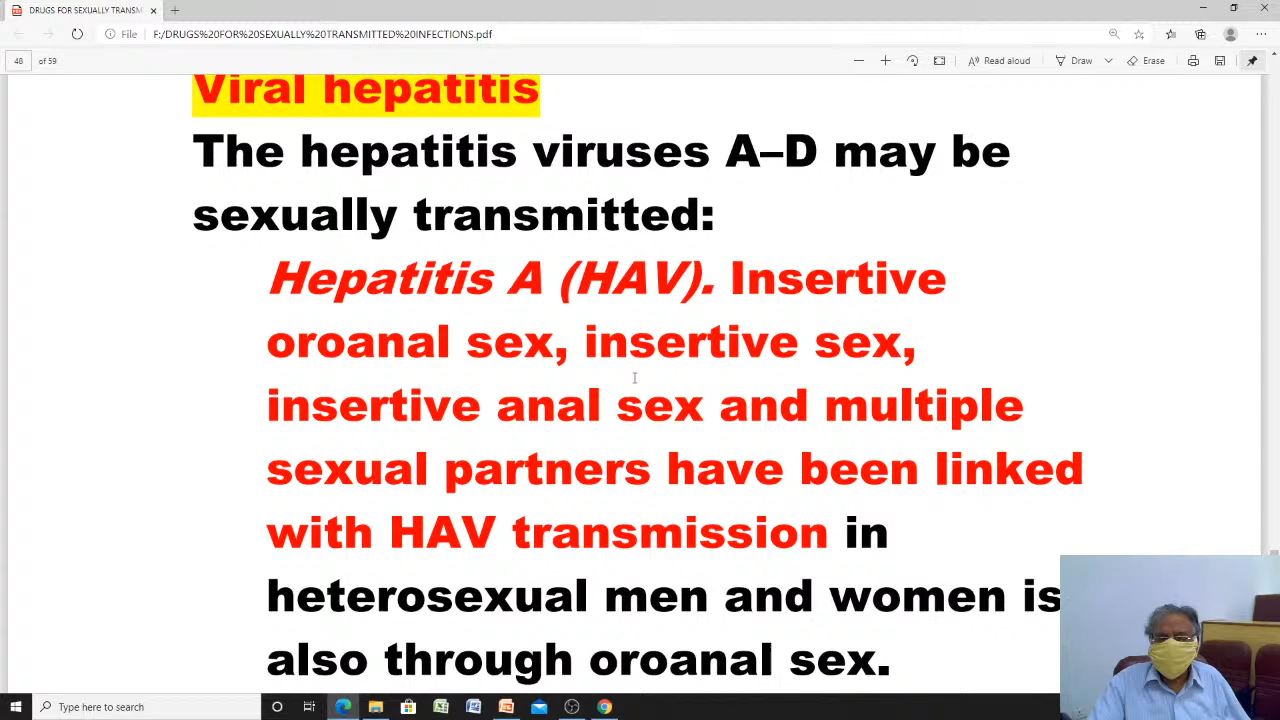 DRUGS FOR SEXUALLY TRANSM
File
F:/DRUGS%20FOR%20SEXUALLY%20TRANSMITTED%20INFECTIONS.pdf
48 of 59
Read aloud
Draw
Erase
Viral hepatitis
The hepatitis viruses A–D may be
sexually transmitted:
Hepatitis A (HAV). Insertive
oroanal sex, insertive sex,
insertive anal sex and multiple
sexual partners have been linked
with HAV transmission in
heterosexual men and women is
also through oroanal sex.
Type here to search